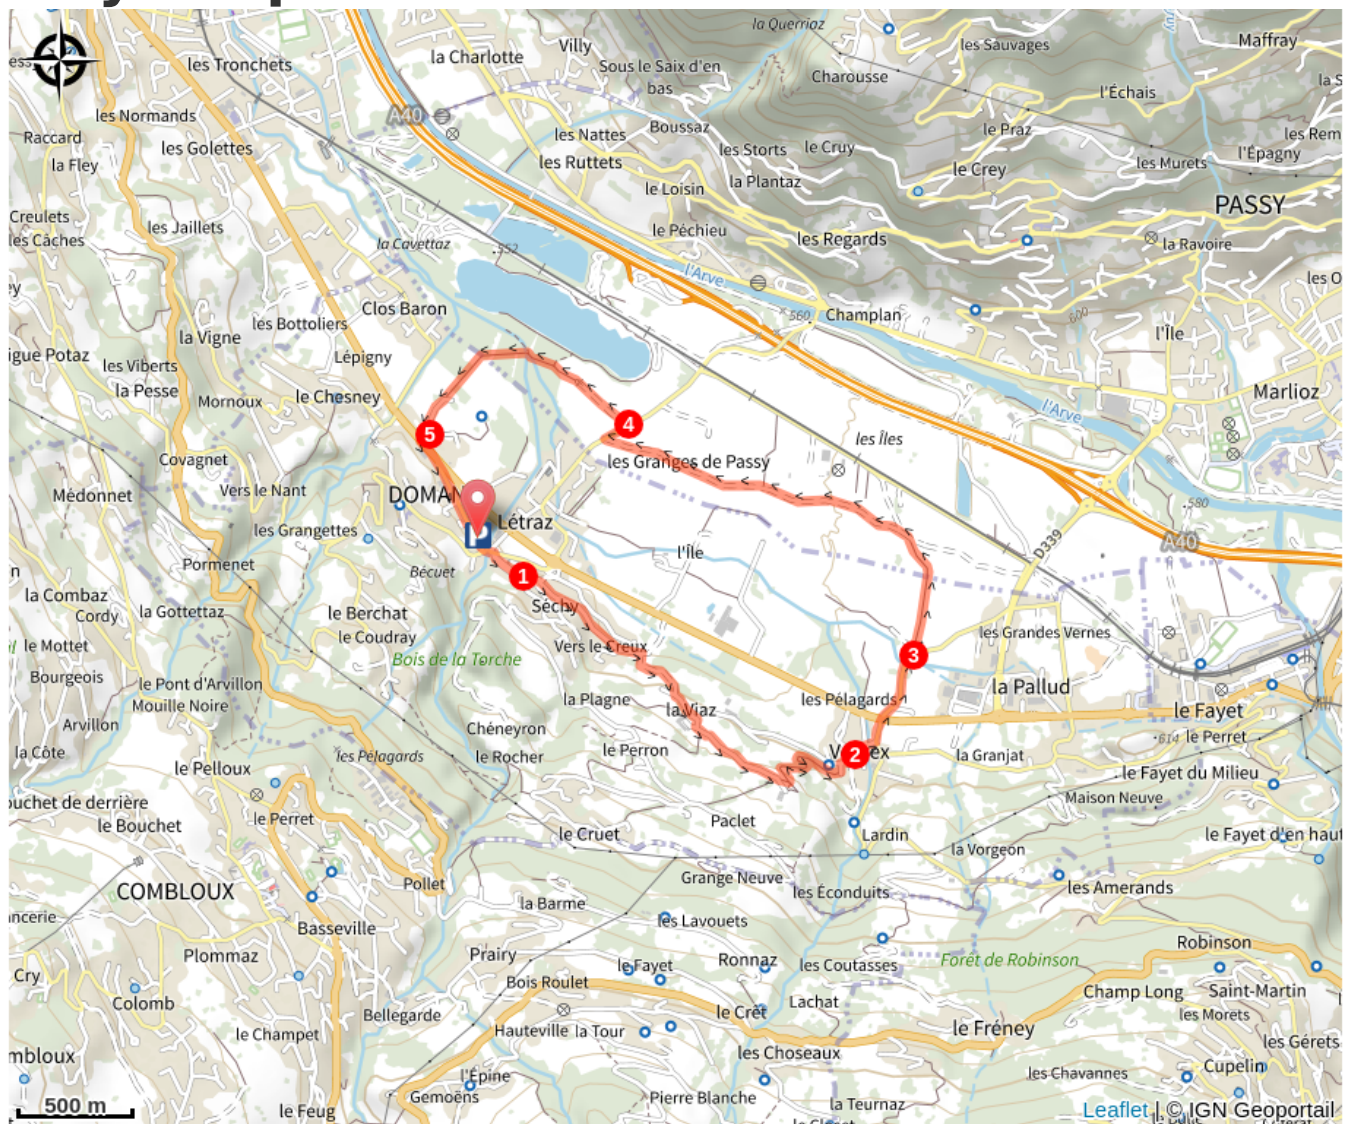 la Querriaz
les Sauvages
Maffray
Villy
la Charlotte
les Tronchets
Sous le Saix d'en
bas
Charousse
l'Échais
A40
les Normands
les Nattes
Boussaz
le Praz
Raccard
les Golettes
les Ruttets
les Storts
le Cruy
les Murets
l'Épagny
la Fley
le Crey
le Loisin
la Plantaz
PASSY
Creulets
les Jaillets
le Péchieu
les Regards
la Ravoire
les Câches
la Cavettaz
552
l'Arve
Clos Baron
560
Champlan
600
les Bottoliers
l'Île
la Vigne
Lépigny
les Viberts
la Pesse
le Chesney
Mornoux
Marlioz
l'Arve
4
5
les Îles
Covagnet
les Granges de Passy
Médonnet
Vers le Nant
580
Létraz
P
les Grangettes
D339
A40
l'Île
Pormenet
Bécuet
1
la Combaz
Séchy
Cordy
la Gottettaz
le Berchat
le Coudray
les Grandes Vernes
le Mottet
Vers le Creux
3
Bois de la Torche
Bourgeois
le Pont d'Arvillon
la Pallud
Mouille Noire
la Plagne
les Pélagards
la Viaz
le Fayet
Arvillon
Chéneyron
614
le Perret
la Côte
les Pélagards
le Rocher
le Perron
2
la Granjat
le Pelloux
le Fayet du Milieu
Maison Neuve
le Perret
Paclet
le Bouchet
le Cruet
Lardin
le Fayet d'en haut
la Vorgeon
Grange Neuve
COMBLOUX
Pollet
les Éconduits
les Amerands
la Barme
les Lavouets
Basseville
Robinson
Plommaz
Prairy
le Fayet
Ronnaz
les Coutasses
Forêt de Robinson
Cry
Bois Roulet
Champ Long
Saint-Martin
Colomb
Bellegarde
Lachat
le Crêt
les Morets
le Champet
Hauteville
la Tour
le Fréney
les Gérets
les Choseaux
l'Épine
les Chavannes
Cupelin
Gemoëns
Pierre Blanche
la Teurnaz
500 m
le Feug
Leaflet | © IGN Geoportail